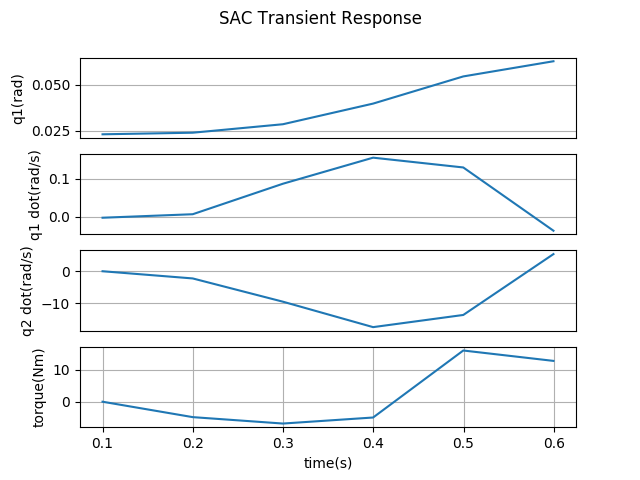 SAC Transient Response
q1(rad)
0.050
0.025
q1 dot(rad/s)
0.1
0.0
q2 dot(rad/s)
0
−10
torque(Nm)
10
0
0.1 0.2 0.3 0.4 0.5 0.6
time(s)